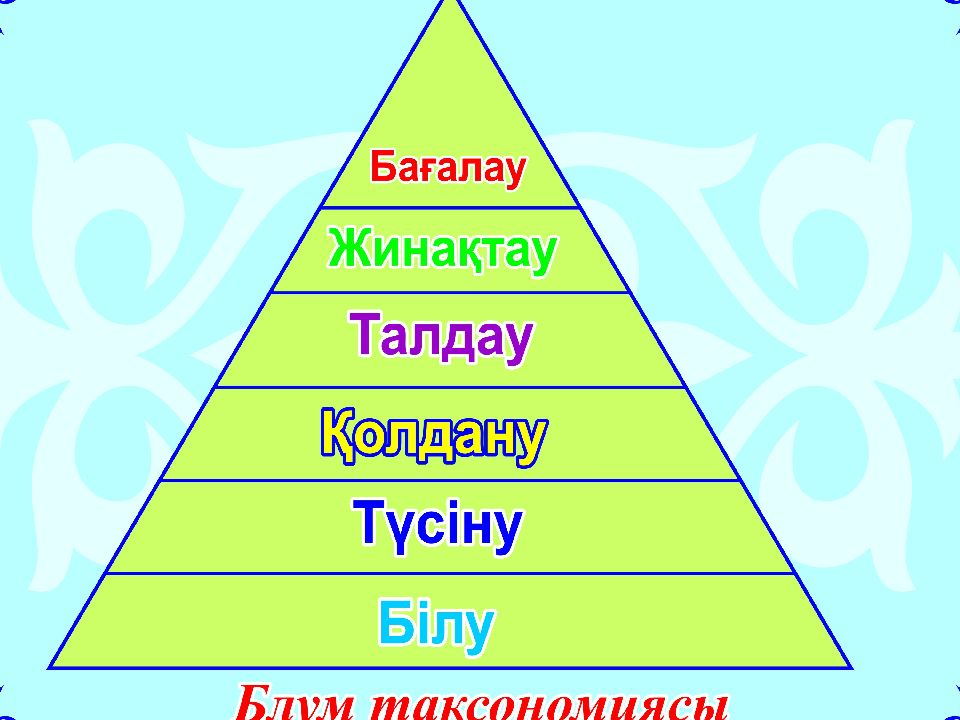 Бағалау
Жинақтау
Талдау
Қолдану
Түсіну
Білу
Блум таксономиясы